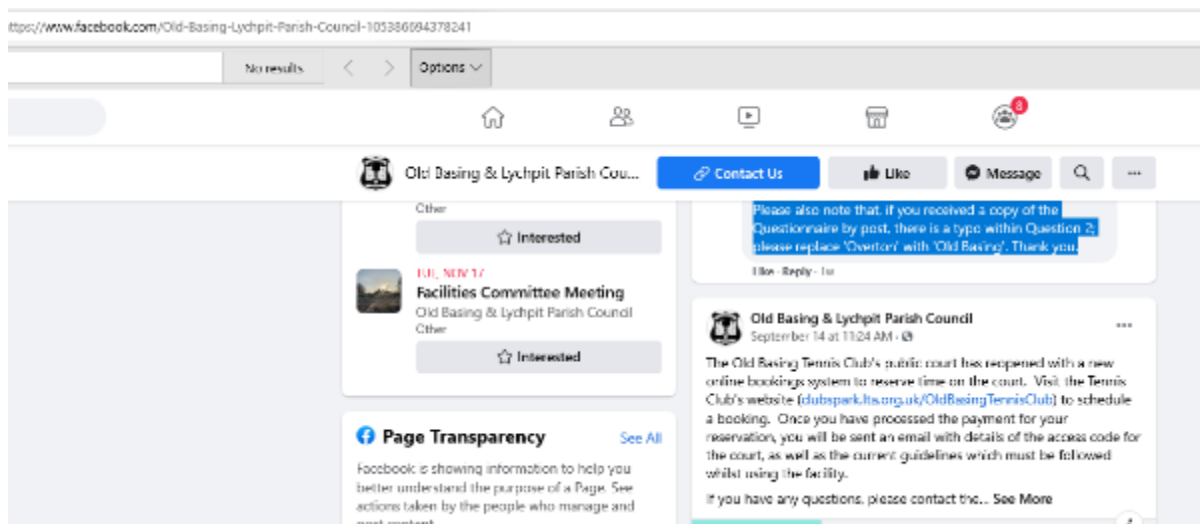 https://www.facebook.com/Old-Basing-Lychpit-Parish-Council-105386694378241
No results
Options
8
Old Basing & Lychpit Parish Cou...
Contact Us
Like
Message
...
Other
Interested
TUE, NOV 17
Facilities Committee Meeting
Old Basing & Lychpit Parish Council
Other
Interested
Page Transparency
See All
Facebook is showing information to help you
better understand the purpose of a Page. See
actions taken by the people who manage and
post content.
Please also note that, if you received a copy of the
Questionnaire by post, there is a typo within Question 2;
please replace 'Overton' with 'Old Basing'. Thank you.
Like · Reply · 1w
Old Basing & Lychpit Parish Council
...
September 14 at 11:24 AM ·
The Old Basing Tennis Club's public court has reopened with a new
online bookings system to reserve time on the court. Visit the Tennis
Club's website (clubspark.lta.org.uk/OldBasingTennisClub) to schedule
a booking. Once you have processed the payment for your
reservation, you will be sent an email with details of the access code for
the court, as well as the current guidelines which must be followed
whilst using the facility.
If you have any questions, please contact the... See More